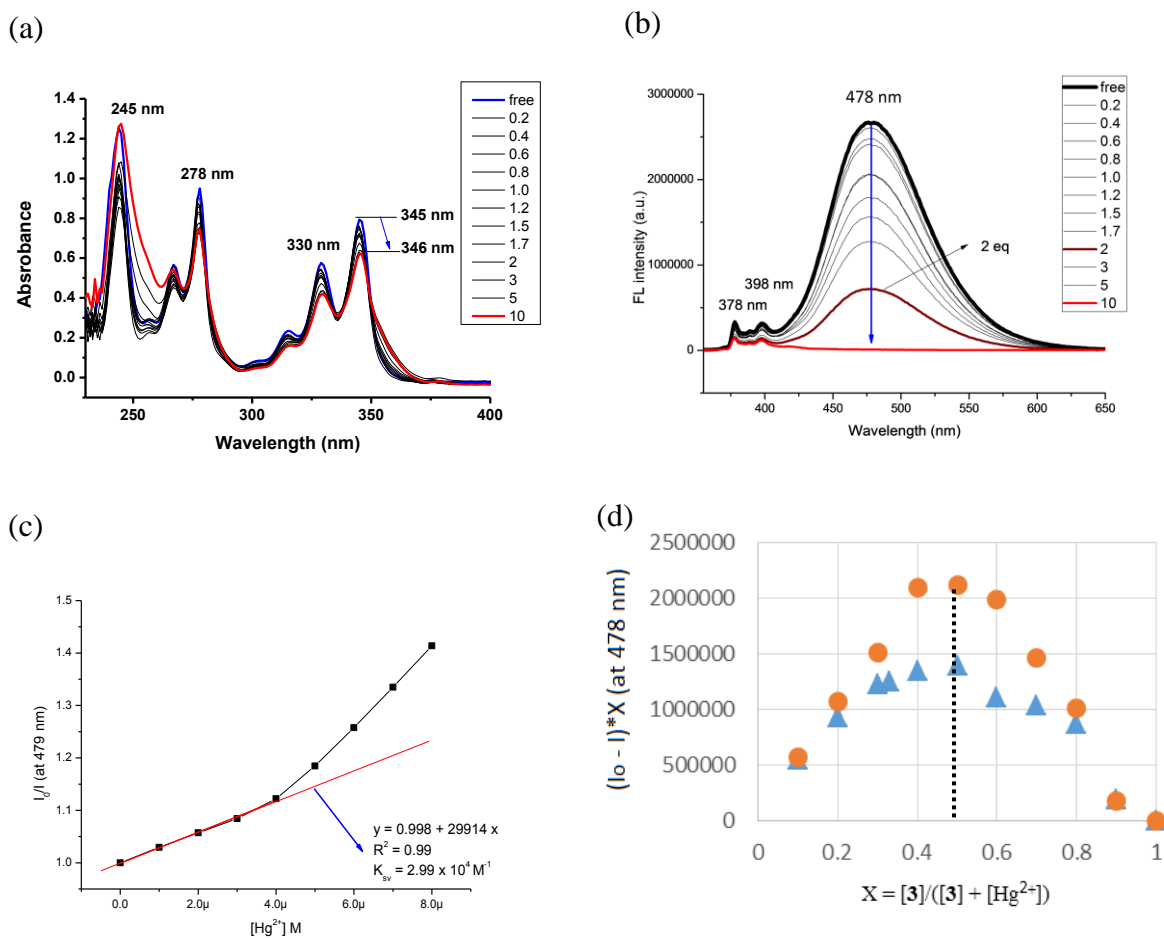 (a)
245 nm
278 nm
330 nm
345 nm
346 nm
free
0.2
0.4
0.6
0.8
1.0
1.2
1.5
1.7
2
3
5
10
1.4
1.2
1.0
0.8
0.6
0.4
0.2
0.0
Absrobance
250
300
350
400
Wavelength (nm)
(b)
478 nm
398 nm
378 nm
2 eq
free
0.2
0.4
0.6
0.8
1.0
1.2
1.5
1.7
2
3
5
10
3000000
2000000
1000000
0
FL intensity (a.u.)
400
450
500
550
600
650
Wavelength (nm)
(c)
1.5
1.4
1.3
1.2
1.1
1.0
I₀/I (at 479 nm)
y = 0.998 + 29914 x
R² = 0.99
Kₛᵥ = 2.99 x 10⁴ M⁻¹
0.0
2.0µ
4.0µ
6.0µ
8.0µ
[Hg²⁺] M
(d)
2500000
2000000
1500000
1000000
500000
0
(Io - I)*X (at 478 nm)
0
0.2
0.4
0.6
0.8
1
X = [3]/([3] + [Hg²⁺])